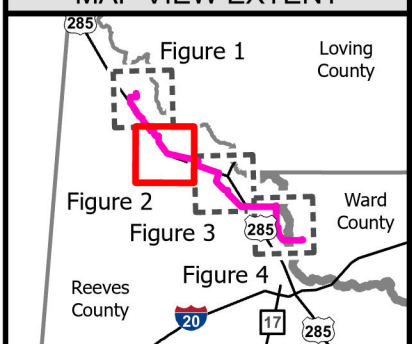 MAP VIEW EXTENT
285
Figure 1
Loving
County
Figure 2
Ward
County
Figure 3
285
Figure 4
Reeves
County
20
17
285